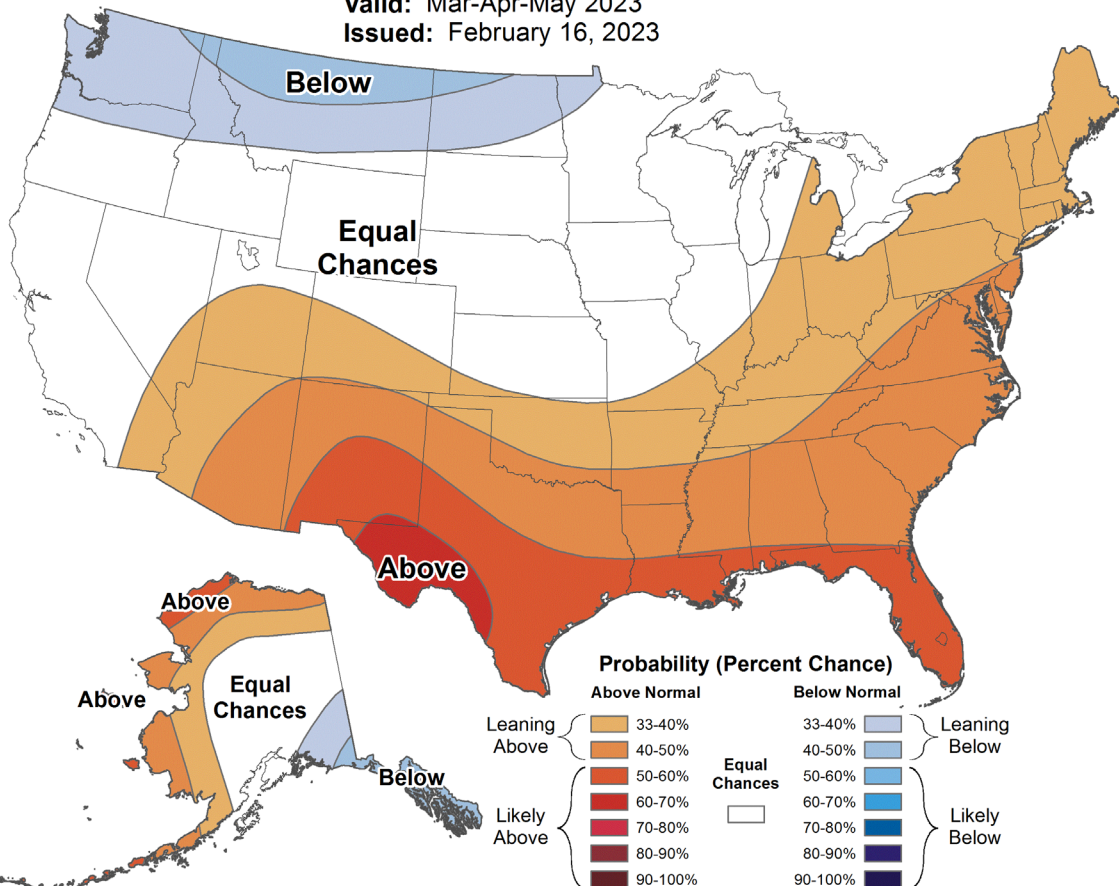 Valid: Mar-Apr-May 2023
Issued: February 16, 2023
Below
Equal
Chances
Above
Above
Above
Equal
Chances
Below
Probability (Percent Chance)
Above Normal
Below Normal
Leaning
Above
33-40%
40-50%
50-60%
60-70%
70-80%
80-90%
90-100%
Likely
Above
Equal
Chances
33-40%
40-50%
50-60%
60-70%
70-80%
80-90%
90-100%
Leaning
Below
Likely
Below